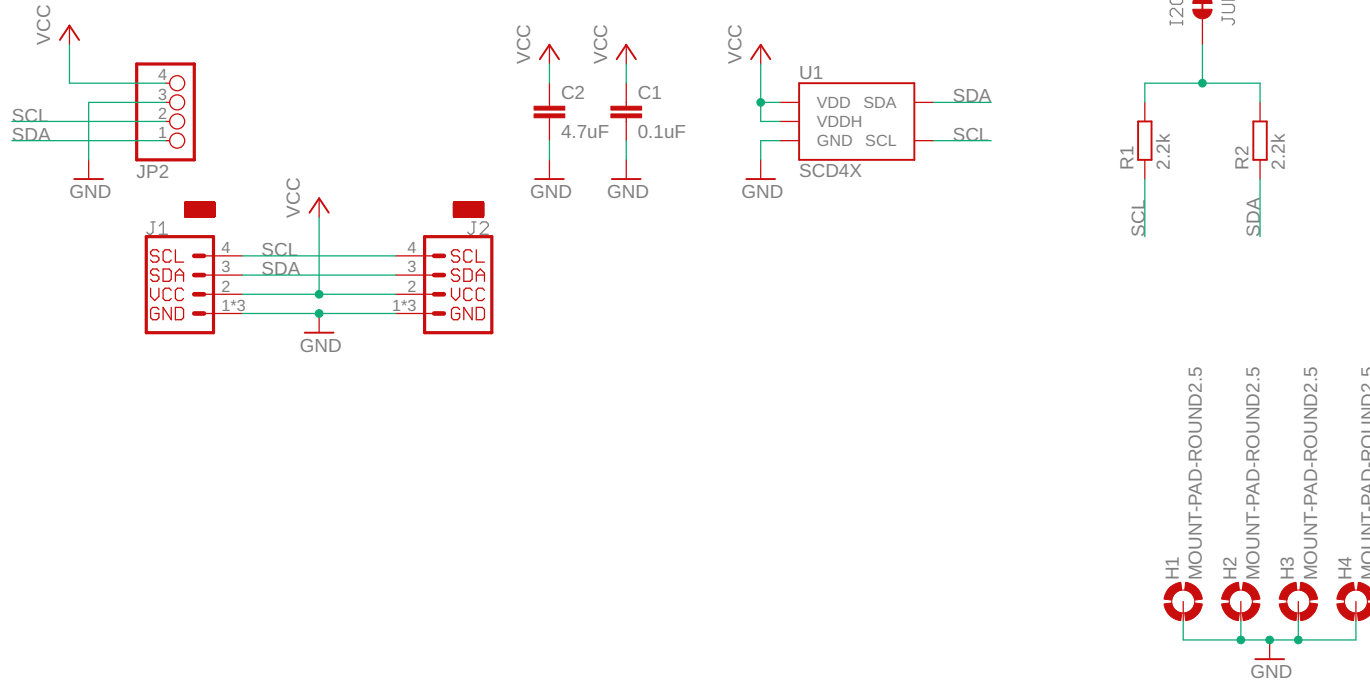 VCC
4
3
2
1
SCL
SDA
JP2
GND
VCC
C2
4.7uF
GND
VCC
C1
0.1uF
GND
VCC
U1
VDD SDA
VDDH
GND SCL
SCD4X
SDA
SCL
GND
R1
2.2k
SCL
R2
2.2k
SDA
VCC
J1
SCL
SDA
VCC
GND
4
3
2
1*3
SCL
SDA
GND
J2
4
3
2
1*3
SCL
SDA
VCC
GND
H1
MOUNT-PAD-ROUND2.5
H2
MOUNT-PAD-ROUND2.5
H3
MOUNT-PAD-ROUND2.5
H4
MOUNT-PAD-ROUND2.5
GND